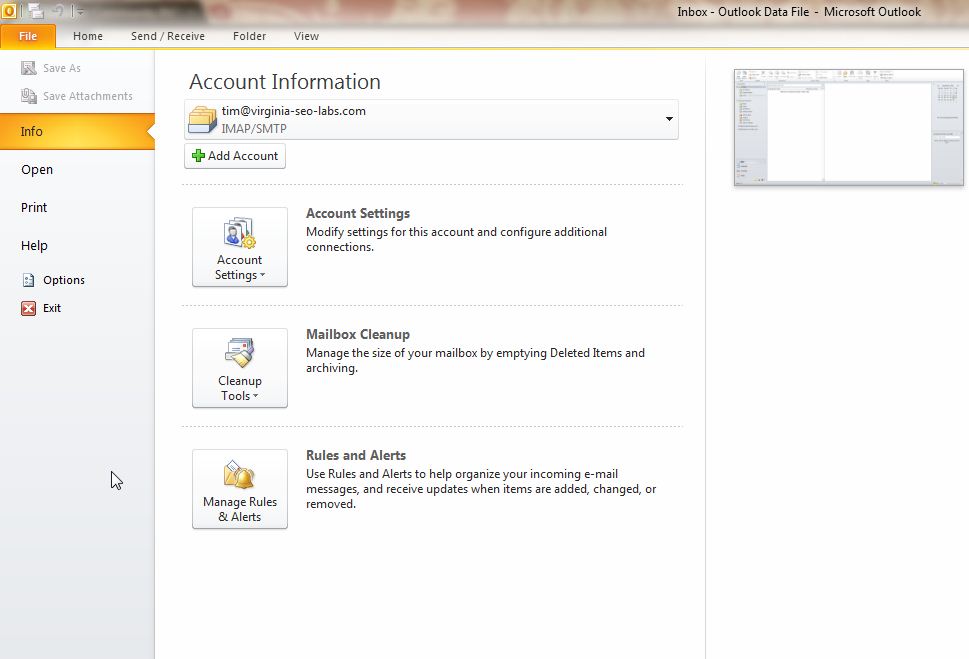 Inbox - Outlook Data File - Microsoft Outlook
File Home Send / Receive Folder View
Save As
Save Attachments
Info
Open
Print
Help
Options
Exit
Account Information
tim@virginia-seo-labs.com
IMAP/SMTP
Add Account
Account
Settings
Account Settings
Modify settings for this account and configure additional
connections.
Cleanup
Tools
Mailbox Cleanup
Manage the size of your mailbox by emptying Deleted Items and
archiving.
Manage Rules
& Alerts
Rules and Alerts
Use Rules and Alerts to help organize your incoming e-mail
messages, and receive updates when items are added, changed, or
removed.